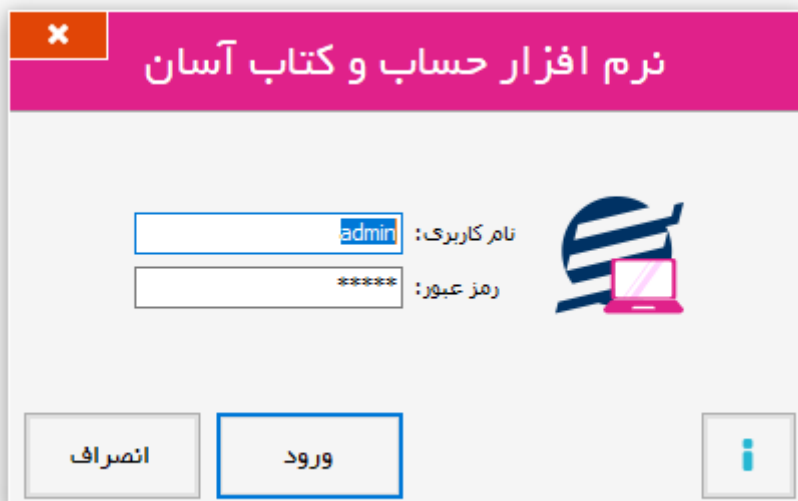 نرم افزار حساب و کتاب آسان
نام کاربری: admin
رمز عبور: *****
ورود
انصراف